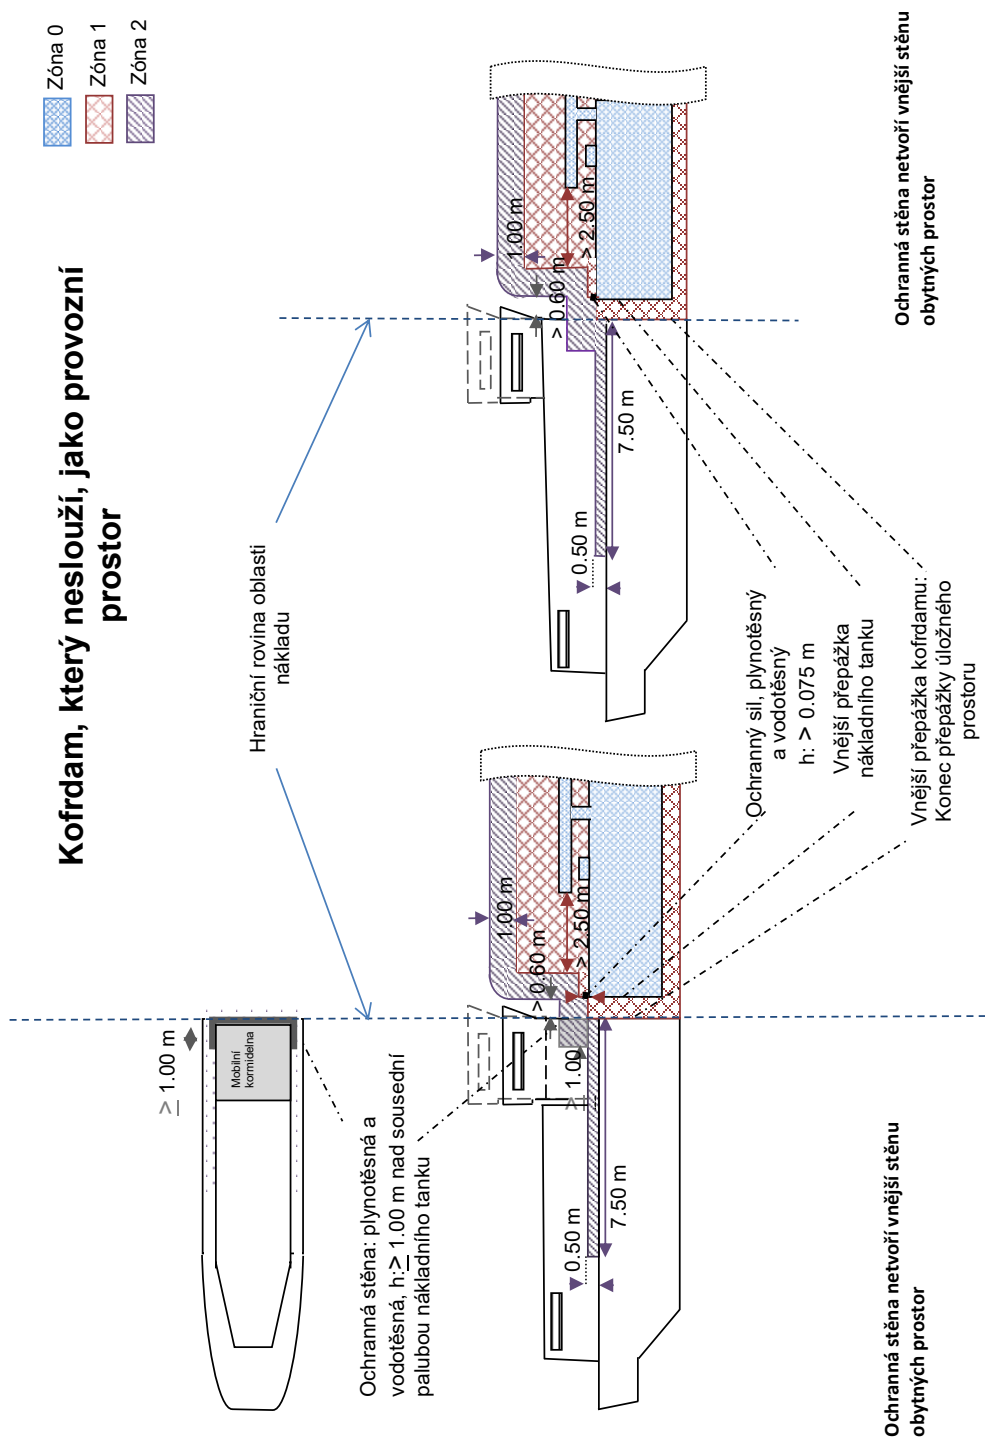 Kofrdam, který neslouží, jako provozní
prostor
Zóna 0
Zóna 1
Zóna 2
Hraniční rovina oblasti
nákladu
> 1.00 m
Mobilní
kormidelna
Ochranná stěna: plynotěsná a
vodotěsná, h:> 1.00 m nad sousední
palubou nákladního tanku
1.00 m
> 0.60 m
> 2.50 m
> 1.00
0.50 m
7.50 m
1.00 m
> 0.60 m
> 2.50 m
0.50 m
7.50 m
Ochranný sil, plynotěsný
a vodotěsný
h: > 0.075 m
Vnější přepážka
nákladního tanku
Vnější přepážka kofrdamu:
Konec přepážky úložného
prostoru
Ochranná stěna netvoří vnější stěnu
obytných prostor
Ochranná stěna netvoří vnější stěnu
obytných prostor